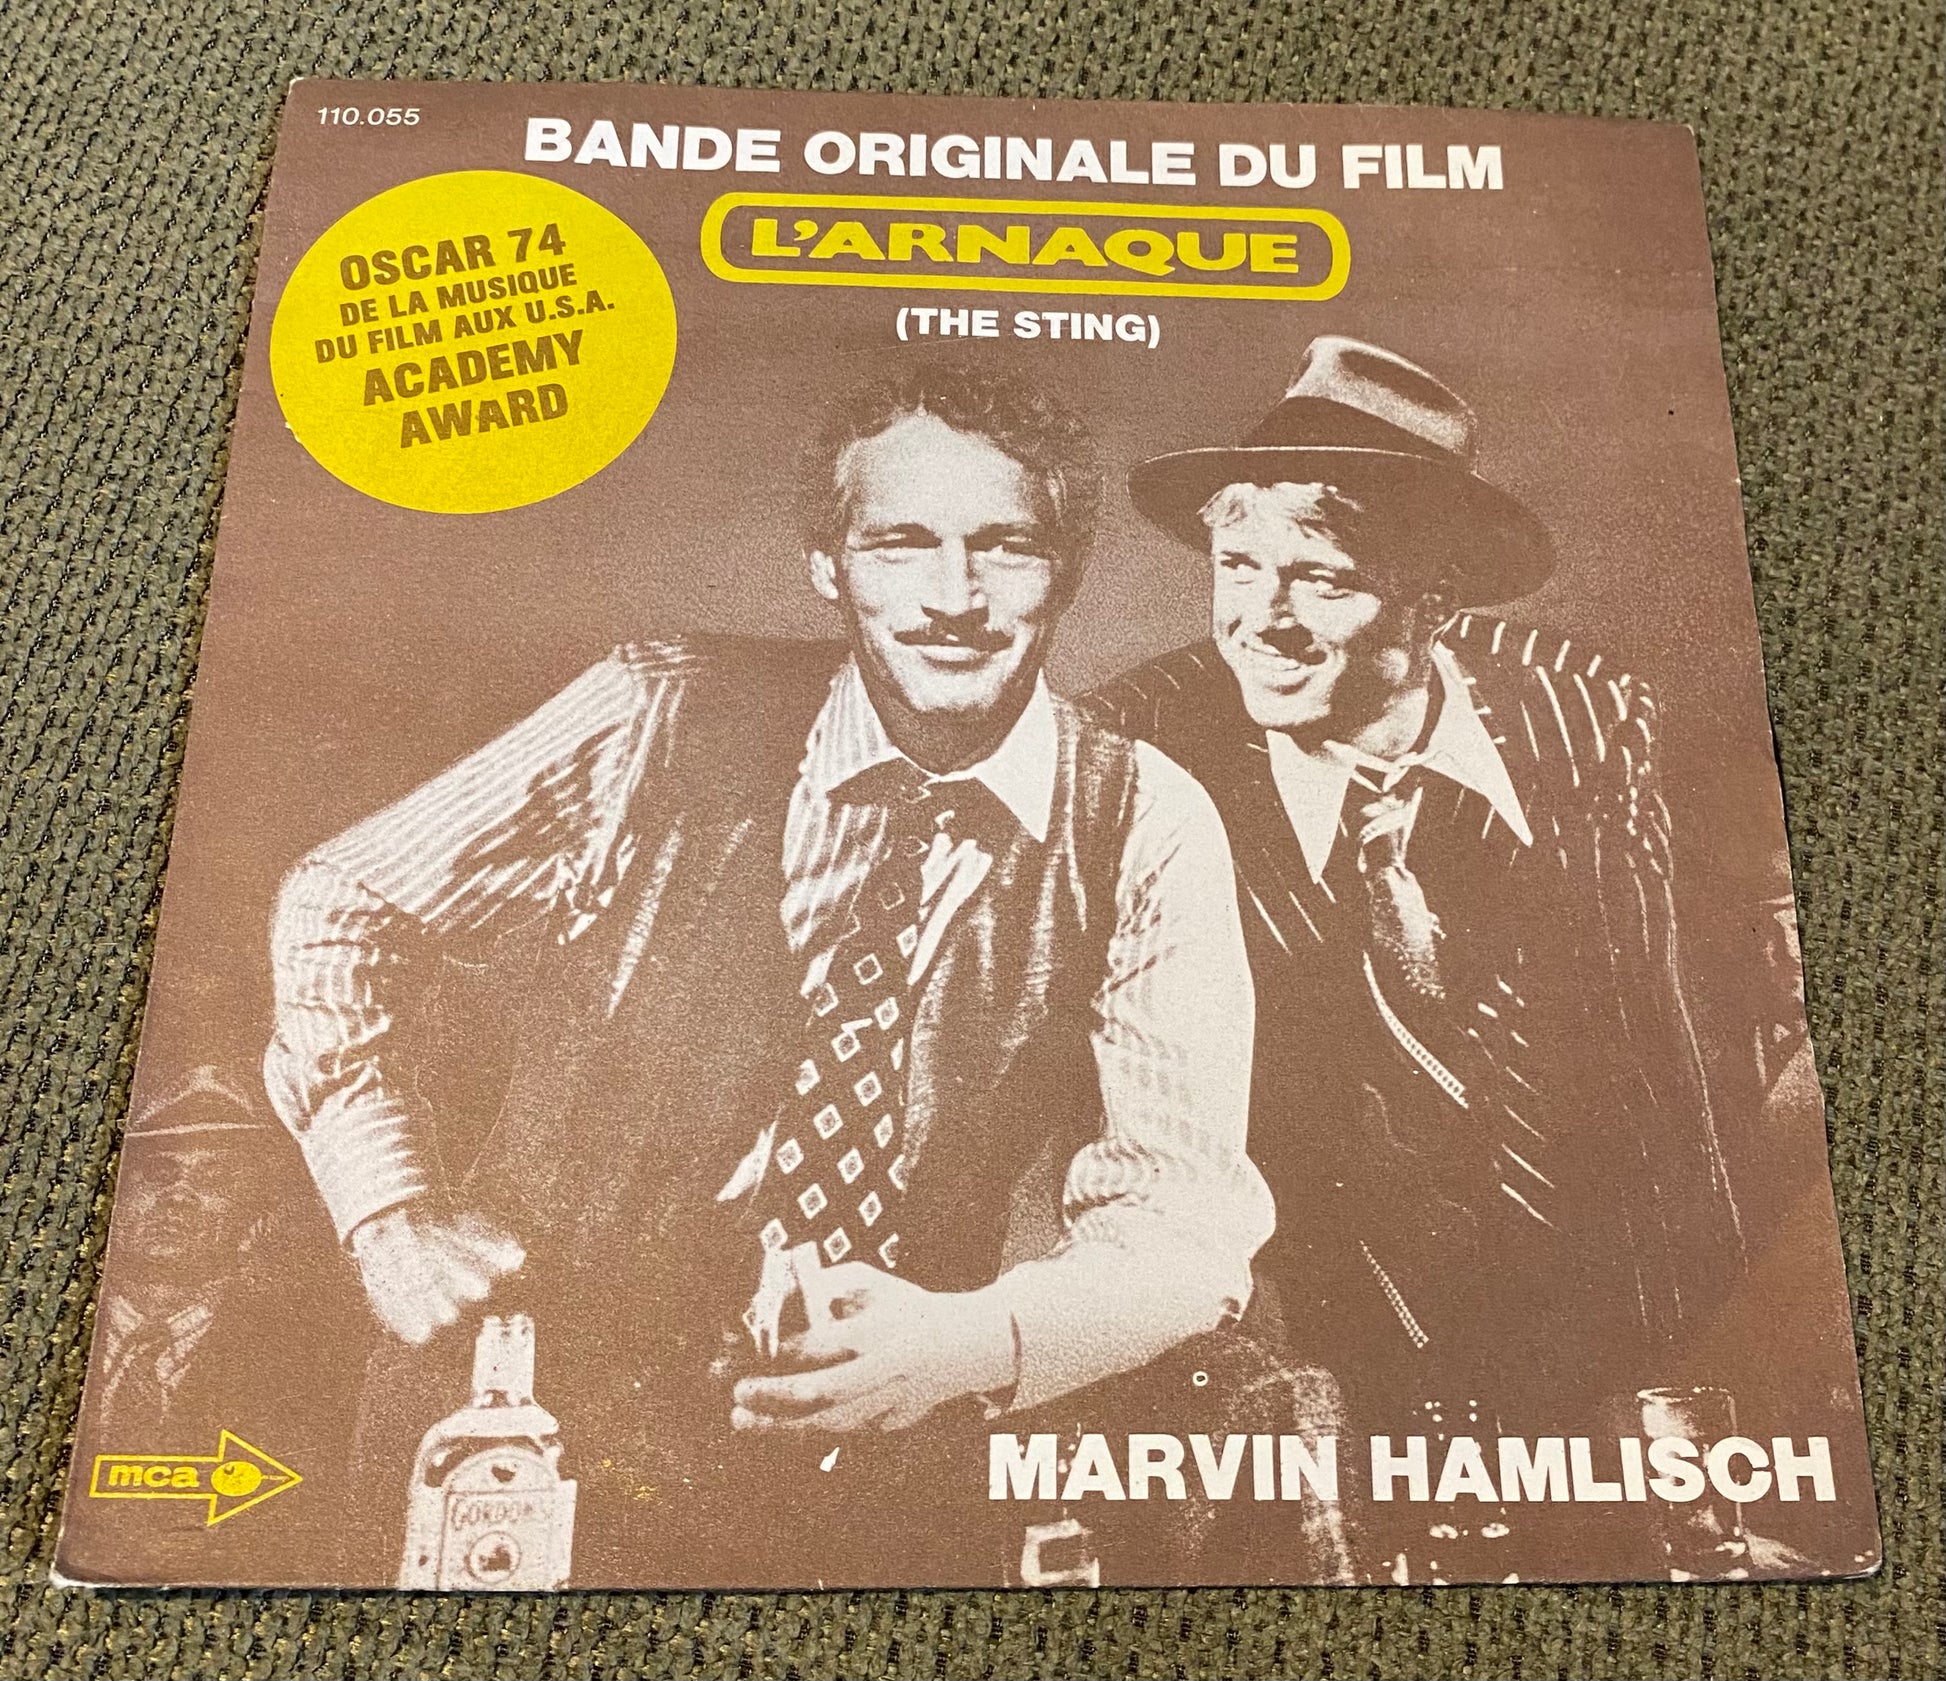 110.055
BANDE ORIGINALE DU FILM
L'ARNAQUE
(THE STING)
OSCAR 74
DE LA MUSIQUE
DU FILM AUX U.S.A.
ACADEMY
AWARD
MARVIN HAMLISCH
mca
GORDON'S